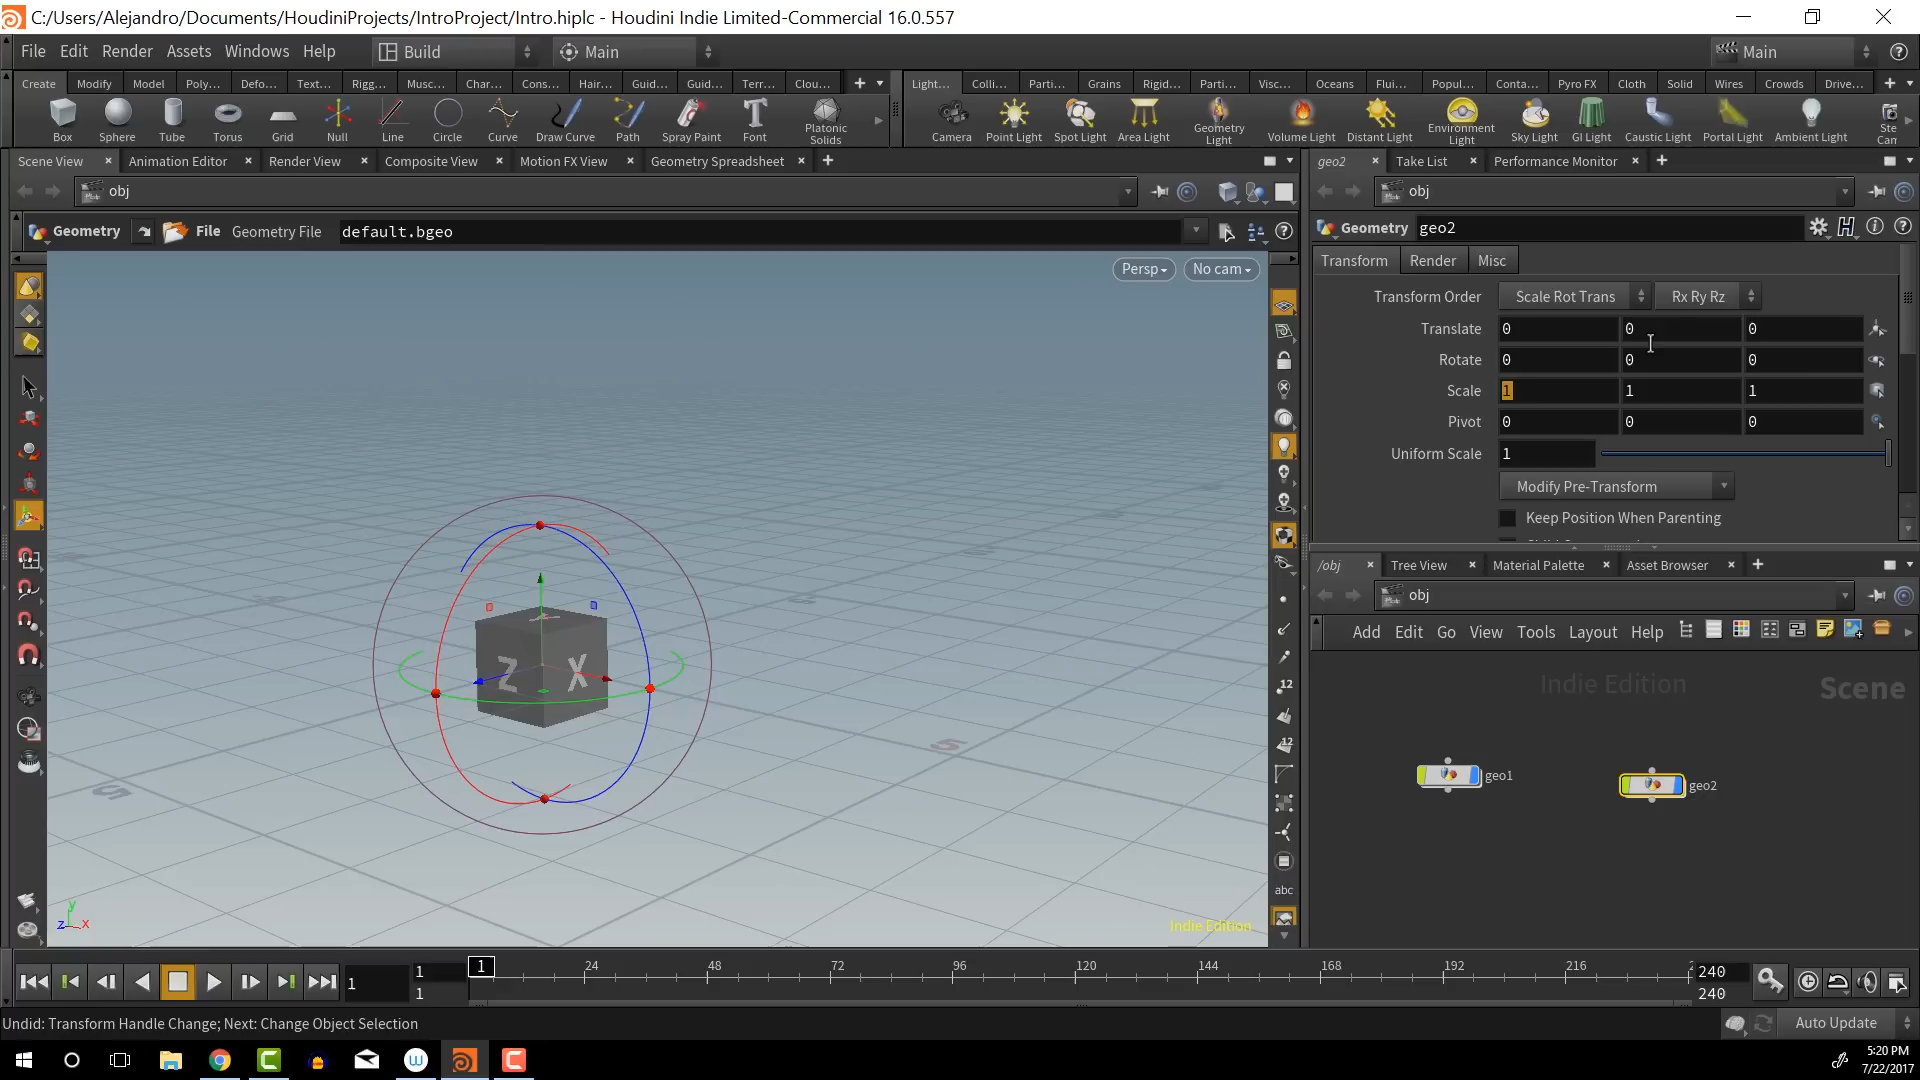 C:/Users/Alejandro/Documents/HoudiniProjects/IntroProject/Intro.hiplc - Houdini Indie Limited-Commercial 16.0.557
File Edit Render Assets Windows Help Build Main Main
Create Modify Model Poly... Defo... Text... Rigg... Musc... Char... Cons... Hair... Guid... Guid... Terr... Clou...
Light... Colli... Parti... Grains Rigid... Parti... Visc... Oceans Flui... Popul... Conta... Pyro FX Cloth Solid Wires Crowds Drive...
Box Sphere Tube Torus Grid Null Line Circle Curve Draw Curve Path Spray Paint Font Platonic Solids
Camera Point Light Spot Light Area Light Geometry Light Volume Light Distant Light Environment Light Sky Light GI Light Caustic Light Portal Light Ambient Light Ste Can
Scene View Animation Editor Render View Composite View Motion FX View Geometry Spreadsheet
geo2 Take List Performance Monitor
obj
obj
Geometry File Geometry File default.bgeo
Geometry geo2
Persp No cam
Transform Render Misc
Transform Order Scale Rot Trans Rx Ry Rz
Translate 0 0 0
Rotate 0 0 0
Scale 1 1 1
Pivot 0 0 0
Uniform Scale 1
Modify Pre-Transform
Keep Position When Parenting
/obj Tree View Material Palette Asset Browser
obj
Add Edit Go View Tools Layout Help
Indie Edition Scene
geo1 geo2
Z X
5 5
12
12
abc
y
z x
Indie Edition
1 1 1 1 24 48 72 96 120 144 168 192 216 2 240 240
Undid: Transform Handle Change; Next: Change Object Selection
Auto Update
5:20 PM
7/22/2017